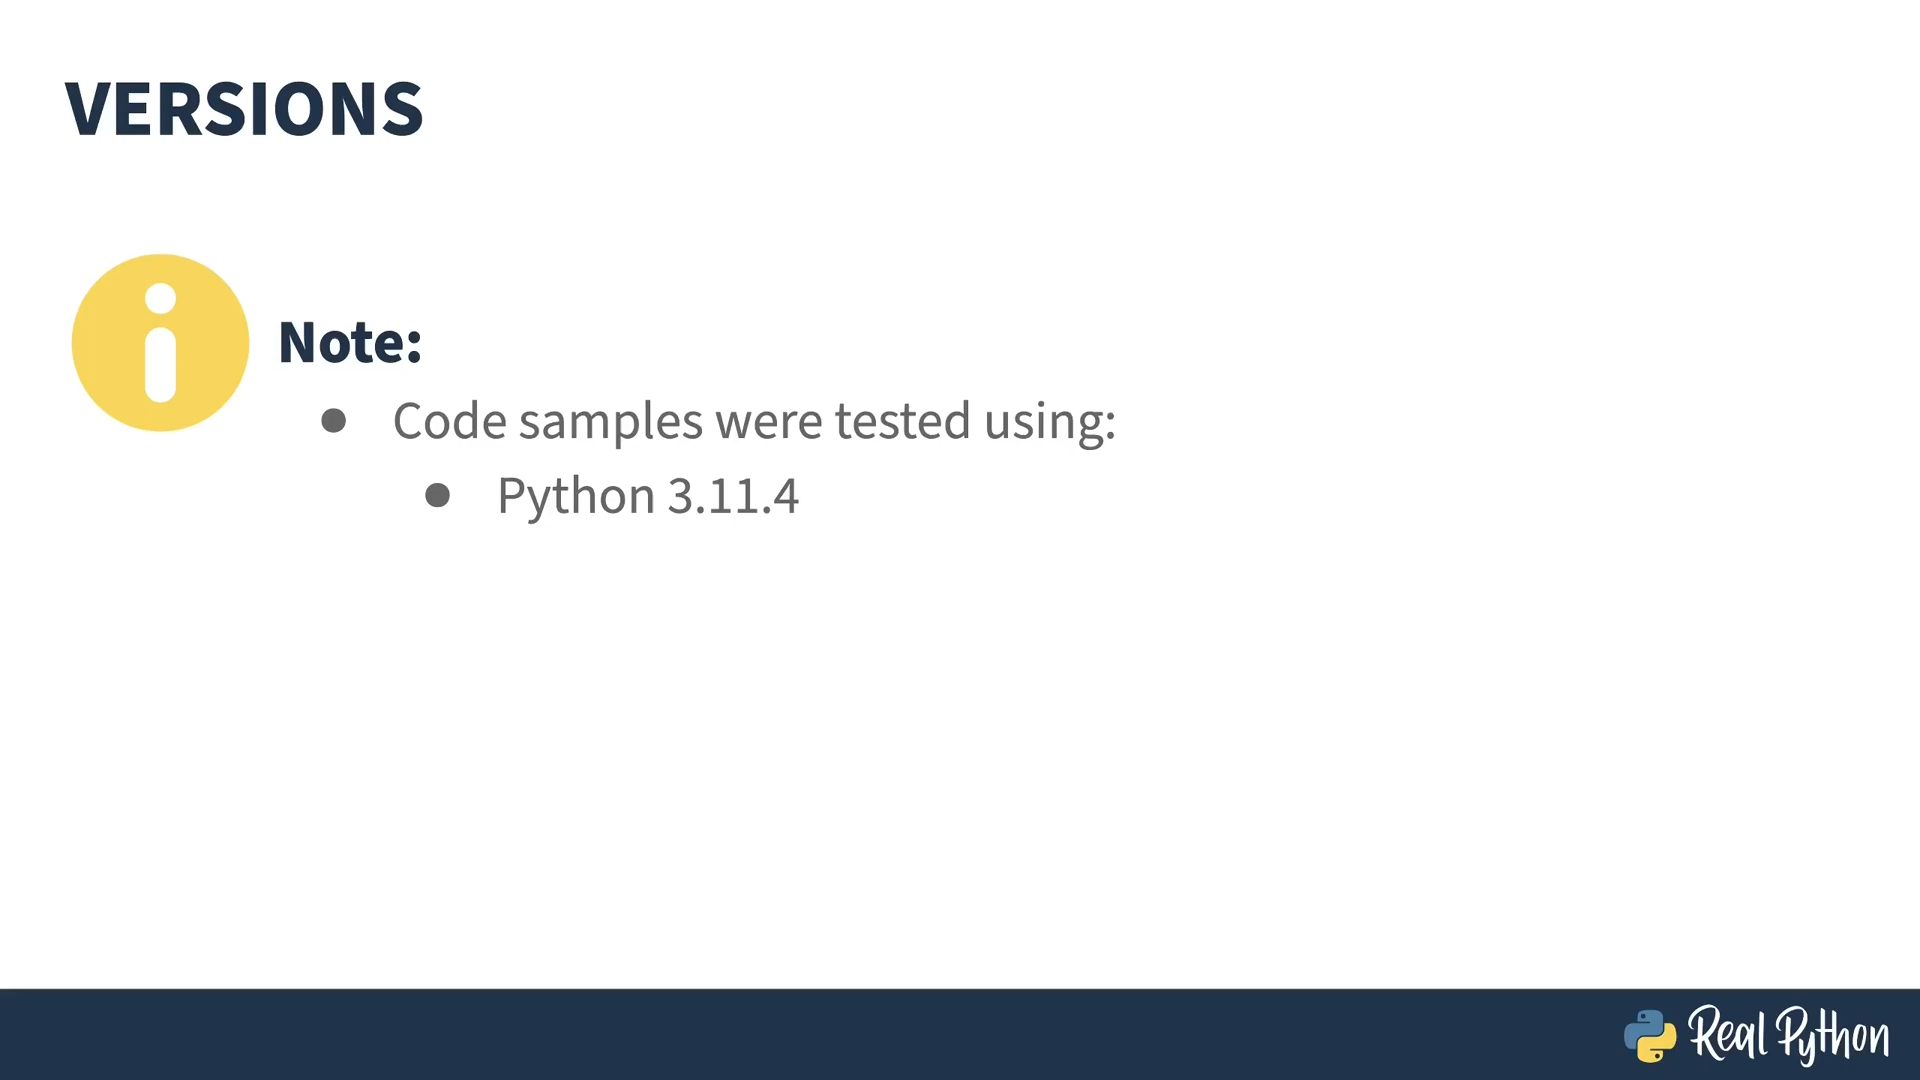 VERSIONS
Note:
● Code samples were tested using:
● Python 3.11.4
Real Python